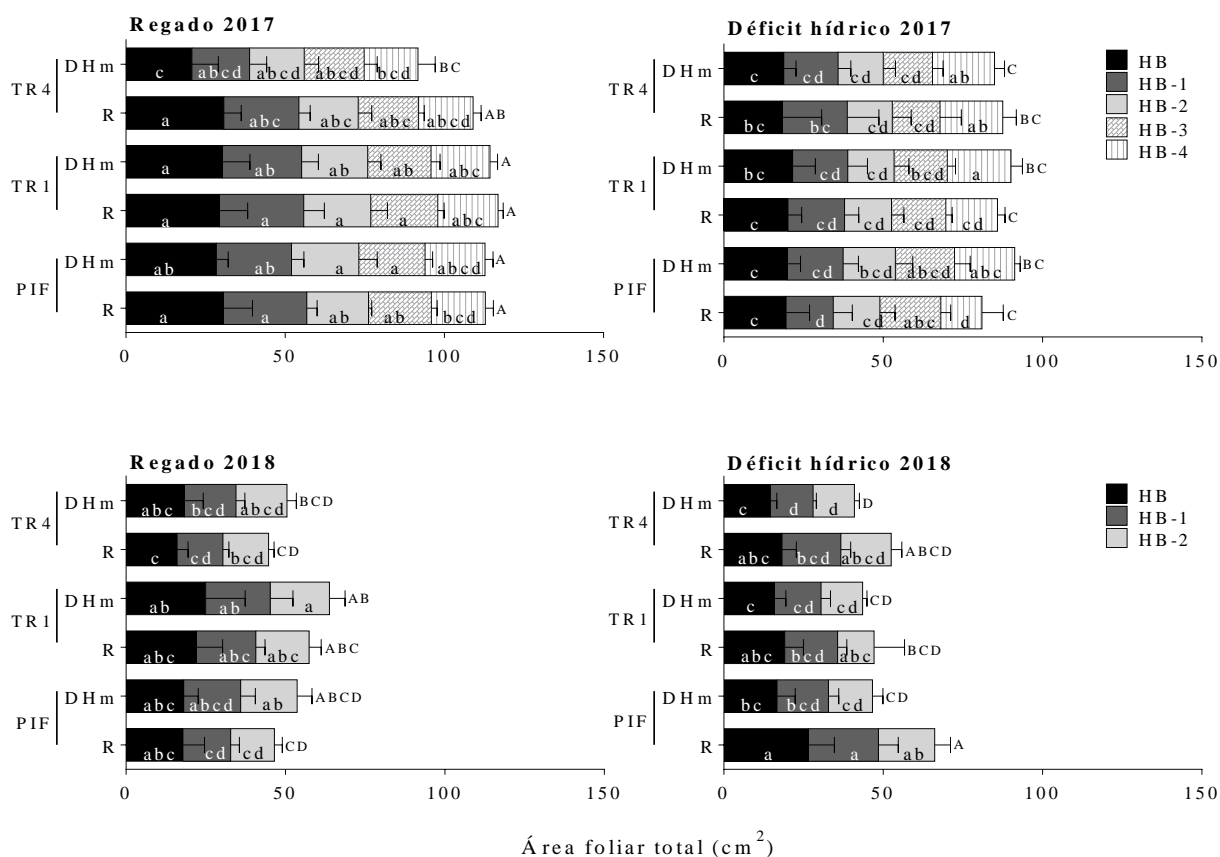 Regado 2017
TR4
DHm
c
abcd
abcd
abcd
bcd
BC
R
a
abc
abc
abc
abcd
AB
TR1
DHm
a
ab
ab
ab
abc
A
R
a
a
a
a
abc
A
PIF
DHm
ab
ab
a
a
abcd
A
R
a
a
ab
ab
bcd
A
0
50
100
150
Déficit hídrico 2017
TR4
DHm
c
cd
cd
cd
ab
C
R
bc
bc
cd
cd
ab
BC
TR1
DHm
bc
cd
cd
bcd
a
BC
R
c
cd
cd
cd
cd
C
PIF
DHm
c
cd
bcd
abcd
abc
BC
R
c
d
cd
abc
d
C
0
50
100
150
HB
HB-1
HB-2
HB-3
HB-4
Regado 2018
TR4
DHm
abc
bcd
abcd
BCD
R
c
cd
bcd
CD
TR1
DHm
ab
ab
a
AB
R
abc
abc
abc
ABC
PIF
DHm
abc
abcd
ab
ABCD
R
abc
cd
cd
CD
0
50
100
150
Déficit hídrico 2018
TR4
DHm
c
d
d
D
R
abc
bcd
abcd
ABCD
TR1
DHm
c
cd
cd
CD
R
abc
bcd
abc
BCD
PIF
DHm
bc
bcd
cd
CD
R
a
a
ab
A
0
50
100
150
HB
HB-1
HB-2
Área foliar total (cm²)